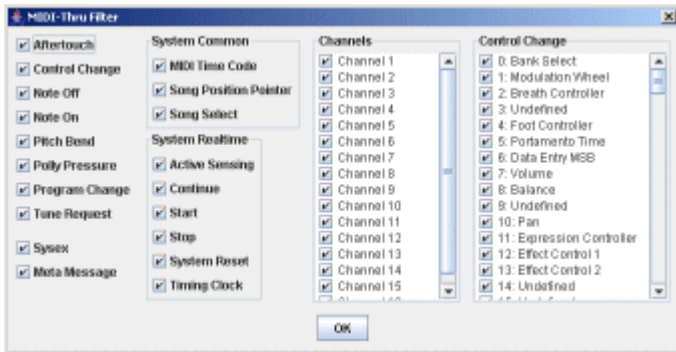 MIDI-Thru Filter
Aftertouch
Control Change
Note Off
Note On
Pitch Bend
Polly Pressure
Program Change
Tune Request
Sysex
Meta Message
System Common
MIDI Time Code
Song Position Pointer
Song Select
System Realtime
Active Sensing
Continue
Start
Stop
System Reset
Timing Clock
Channels
Channel 1
Channel 2
Channel 3
Channel 4
Channel 5
Channel 6
Channel 7
Channel 8
Channel 9
Channel 10
Channel 11
Channel 12
Channel 13
Channel 14
Channel 15
Control Change
0: Bank Select
1: Modulation Wheel
2: Breath Controller
3: Undefined
4: Foot Controller
5: Portamento Time
6: Data Entry MSB
7: Volume
8: Balance
9: Undefined
10: Pan
11: Expression Controller
12: Effect Control 1
13: Effect Control 2
14: Undefined
OK